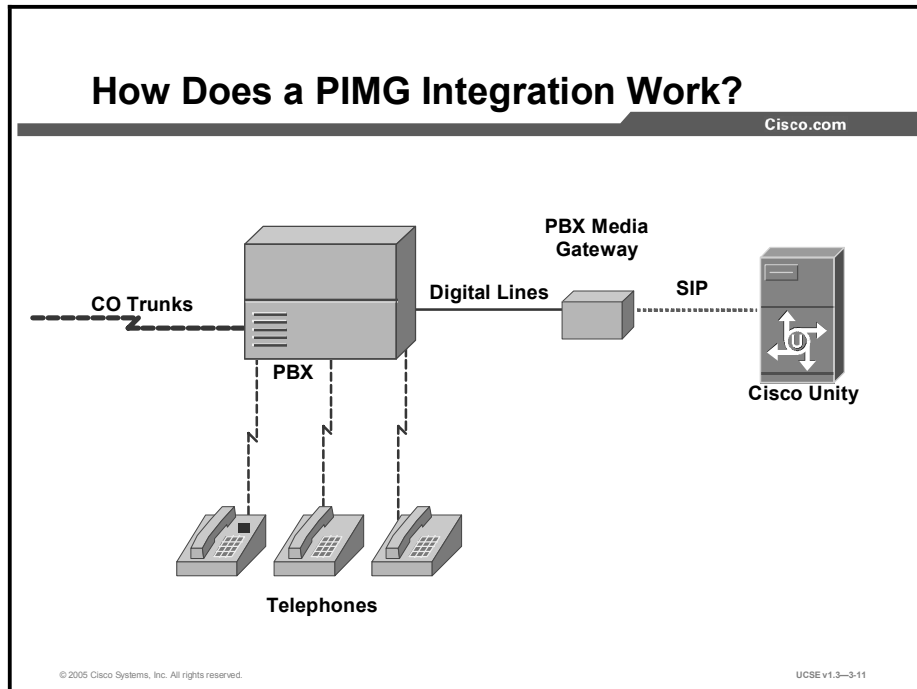 How Does a PIMG Integration Work?
Cisco.com
PBX Media
Gateway
CO Trunks
Digital Lines
SIP
PBX
U
Cisco Unity
Telephones
© 2005 Cisco Systems, Inc. All rights reserved.
UCSE v1.3—3-11